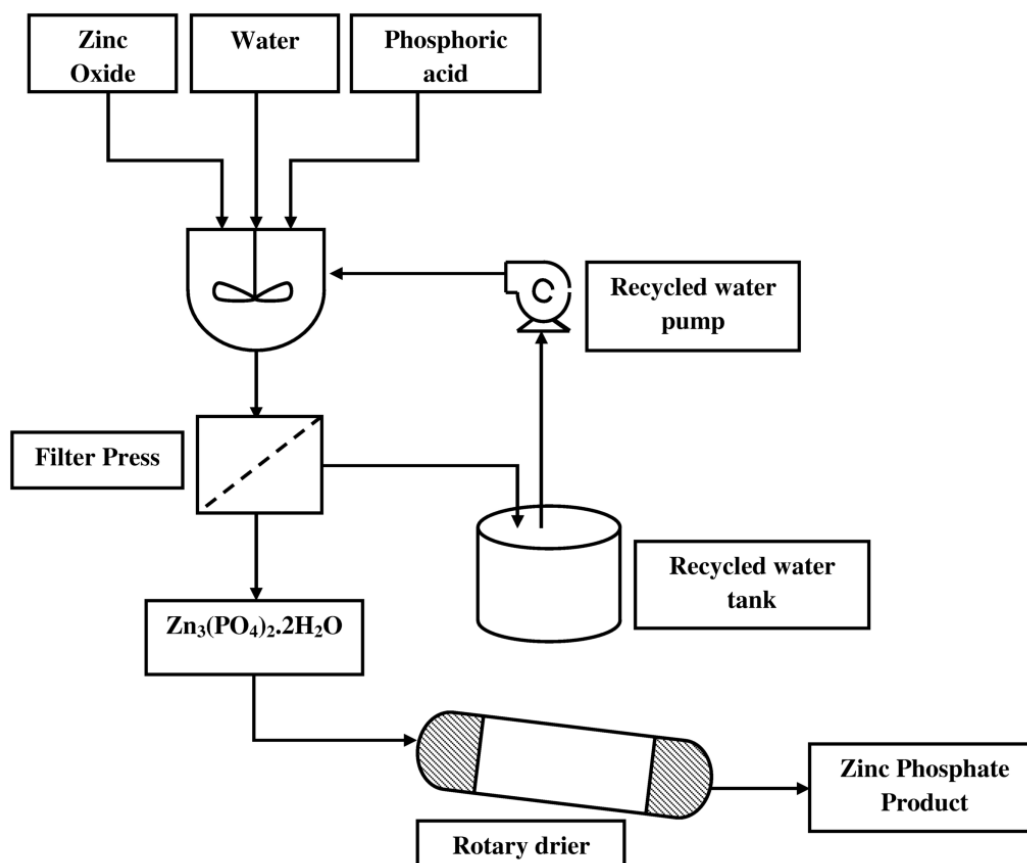 Zinc
Oxide
Water
Phosphoric
acid
Recycled water
pump
Filter Press
Recycled water
tank
Zn₃(PO₄)₂.2H₂O
Zinc Phosphate
Product
Rotary drier